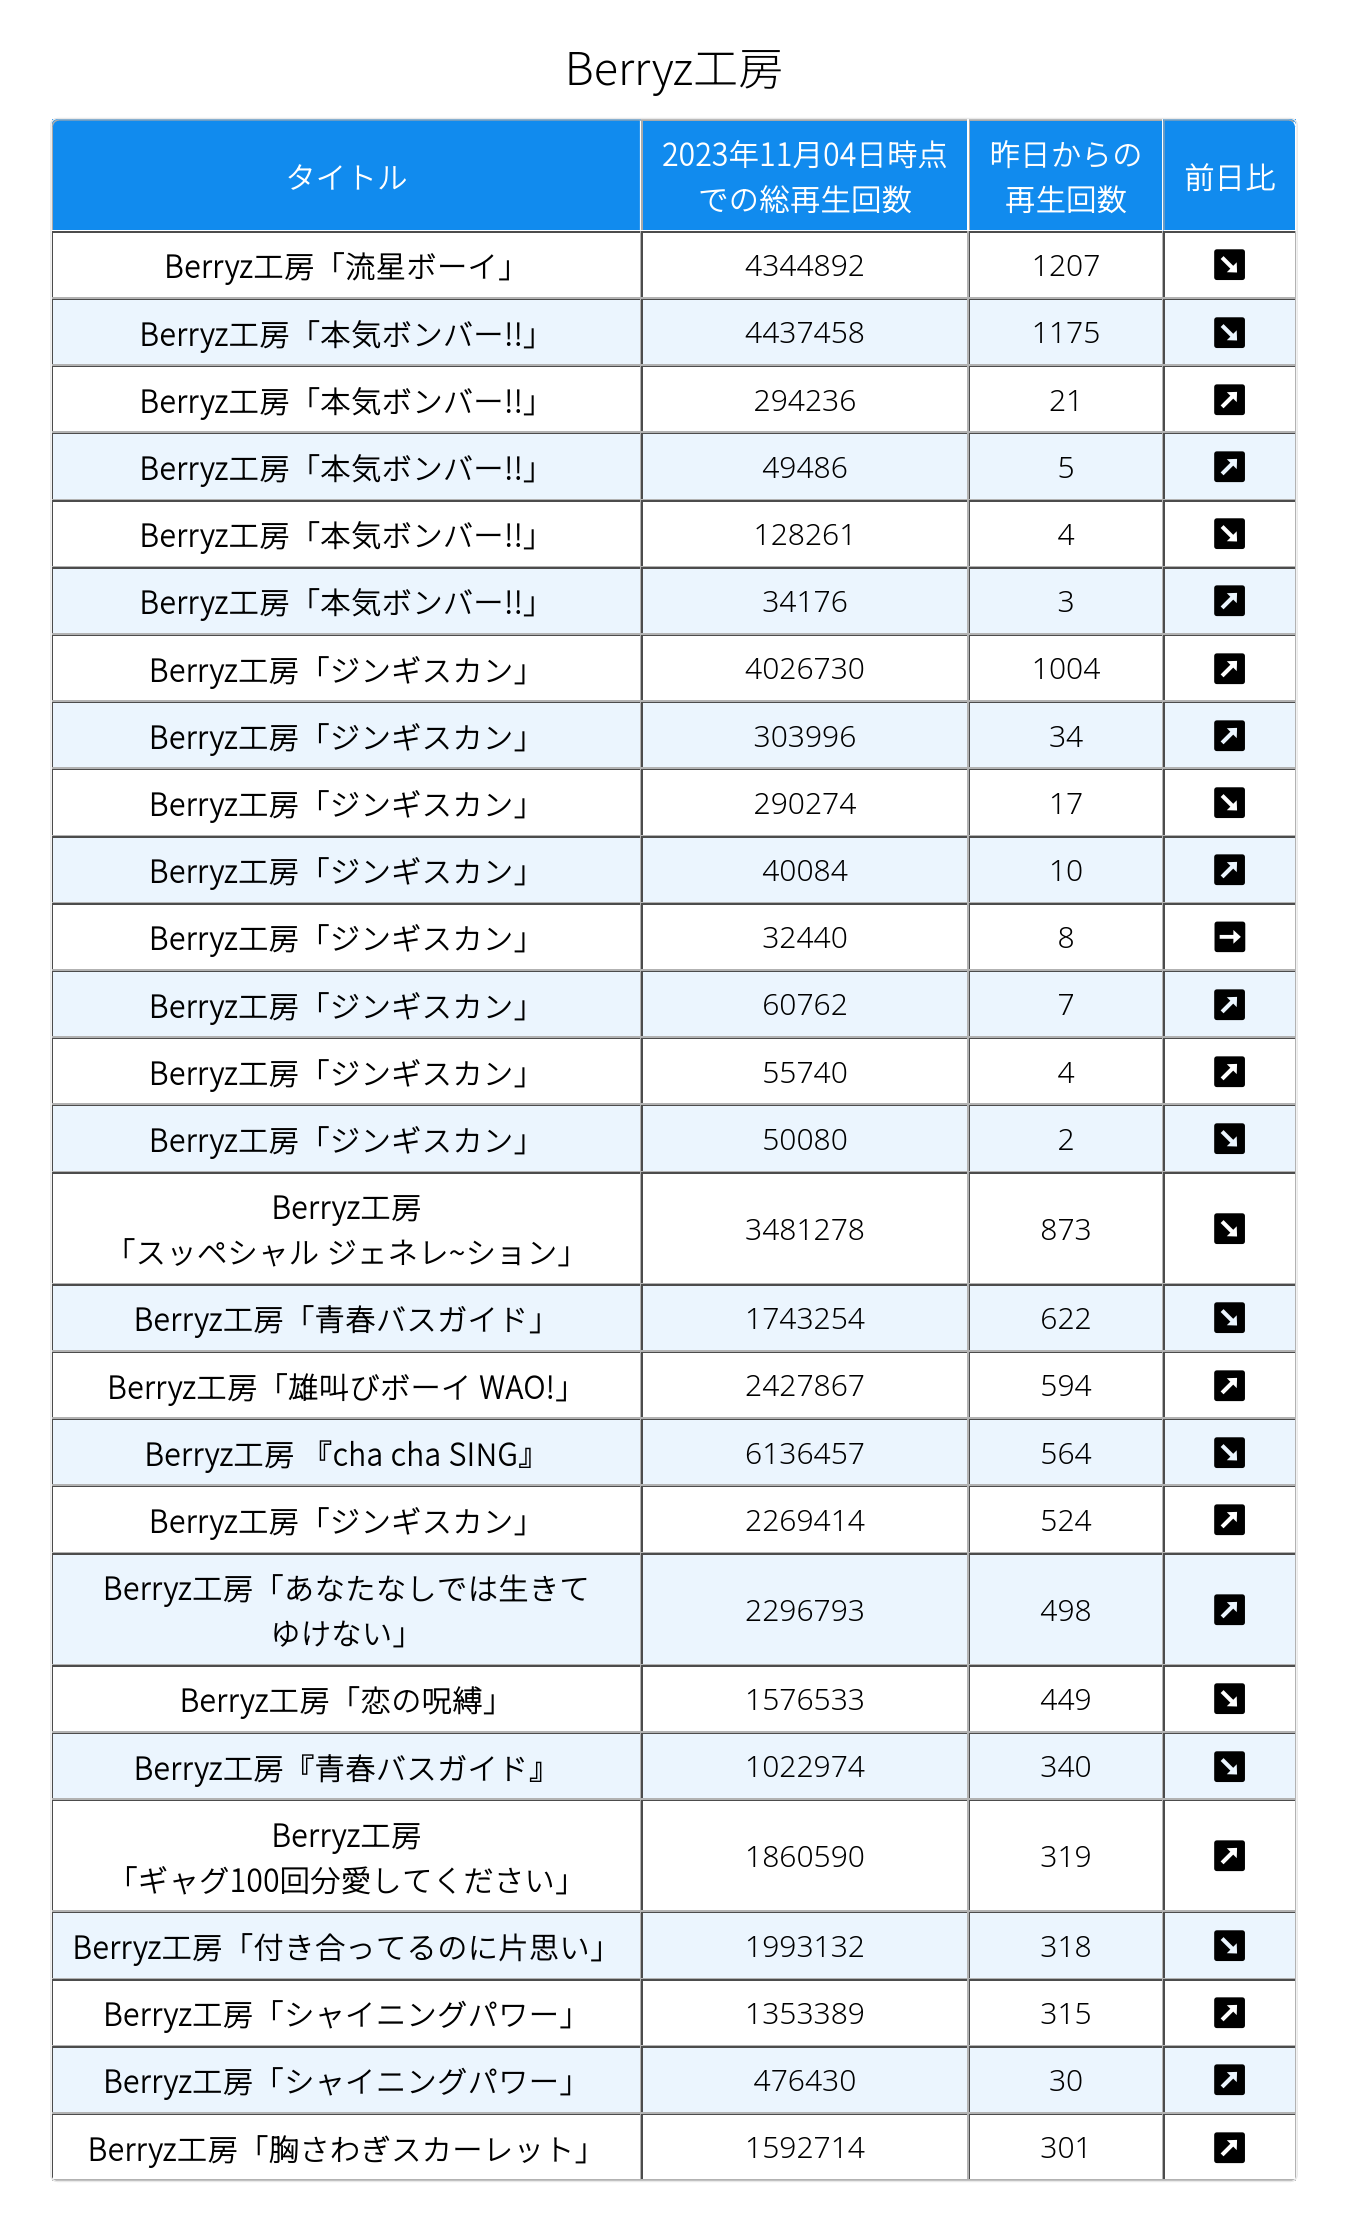 Berryz工房
タイトル
2023年11月04日時点
での総再生回数
昨日からの
再生回数
前日比
Berryz工房「流星ボーイ」 4344892 1207 ↘
Berryz工房「本気ボンバー!!」 4437458 1175 ↘
Berryz工房「本気ボンバー!!」 294236 21 ↗
Berryz工房「本気ボンバー!!」 49486 5 ↗
Berryz工房「本気ボンバー!!」 128261 4 ↘
Berryz工房「本気ボンバー!!」 34176 3 ↗
Berryz工房「ジンギスカン」 4026730 1004 ↗
Berryz工房「ジンギスカン」 303996 34 ↗
Berryz工房「ジンギスカン」 290274 17 ↘
Berryz工房「ジンギスカン」 40084 10 ↗
Berryz工房「ジンギスカン」 32440 8 →
Berryz工房「ジンギスカン」 60762 7 ↗
Berryz工房「ジンギスカン」 55740 4 ↗
Berryz工房「ジンギスカン」 50080 2 ↘
Berryz工房
「スッペシャル ジェネレ~ション」 3481278 873 ↘
Berryz工房「青春バスガイド」 1743254 622 ↘
Berryz工房「雄叫びボーイ WAO!」 2427867 594 ↗
Berryz工房 『cha cha SING』 6136457 564 ↘
Berryz工房「ジンギスカン」 2269414 524 ↗
Berryz工房「あなたなしでは生きて
ゆけない」 2296793 498 ↗
Berryz工房「恋の呪縛」 1576533 449 ↘
Berryz工房『青春バスガイド』 1022974 340 ↘
Berryz工房
「ギャグ100回分愛してください」 1860590 319 ↗
Berryz工房「付き合ってるのに片思い」 1993132 318 ↘
Berryz工房「シャイニングパワー」 1353389 315 ↗
Berryz工房「シャイニングパワー」 476430 30 ↗
Berryz工房「胸さわぎスカーレット」 1592714 301 ↗